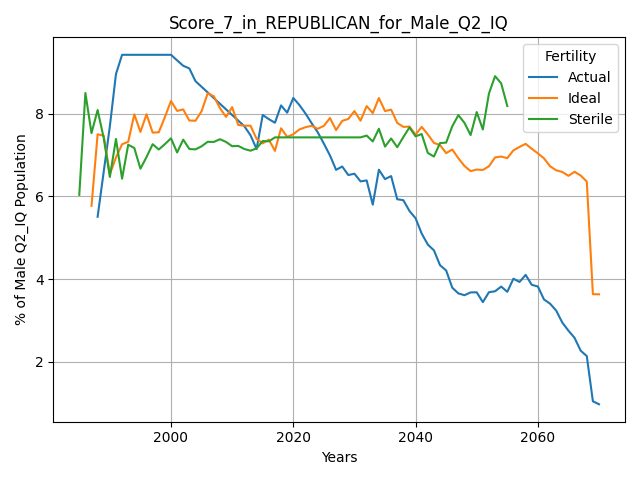 Score_7_in_REPUBLICAN_for_Male_Q2_IQ
Fertility
Actual
Ideal
Sterile
% of Male Q2_IQ Population
8
6
4
2
2000
2020
2040
2060
Years